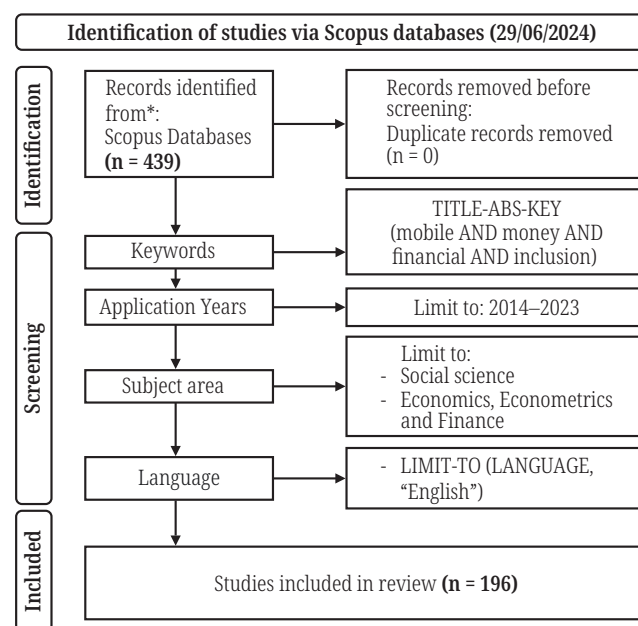 Identification of studies via Scopus databases (29/06/2024)
Identification
Records identified
from*:
Scopus Databases
(n = 439)
Records removed before
screening:
Duplicate records removed
(n = 0)
Screening
Keywords
TITLE-ABS-KEY
(mobile AND money AND
financial AND inclusion)
Application Years
Limit to: 2014–2023
Subject area
Limit to:
- Social science
- Economics, Econometrics
and Finance
Language
- LIMIT-TO (LANGUAGE,
“English”)
Included
Studies included in review (n = 196)